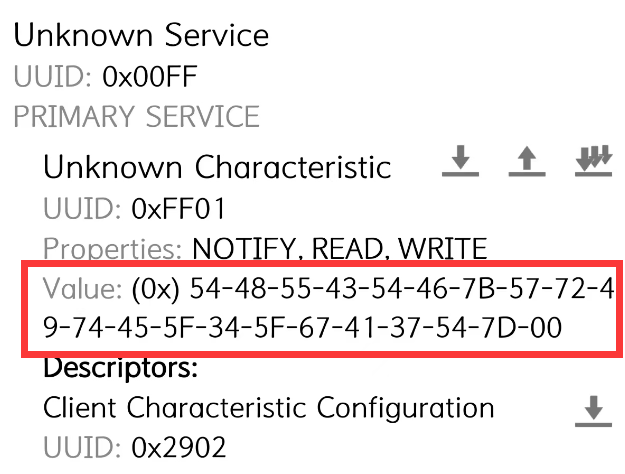 Unknown Service
UUID: 0x00FF
PRIMARY SERVICE
Unknown Characteristic
UUID: 0xFF01
Properties: NOTIFY, READ, WRITE
Value: (0x) 54-48-55-43-54-46-7B-57-72-4
9-74-45-5F-34-5F-67-41-37-54-7D-00
Descriptors:
Client Characteristic Configuration
UUID: 0x2902